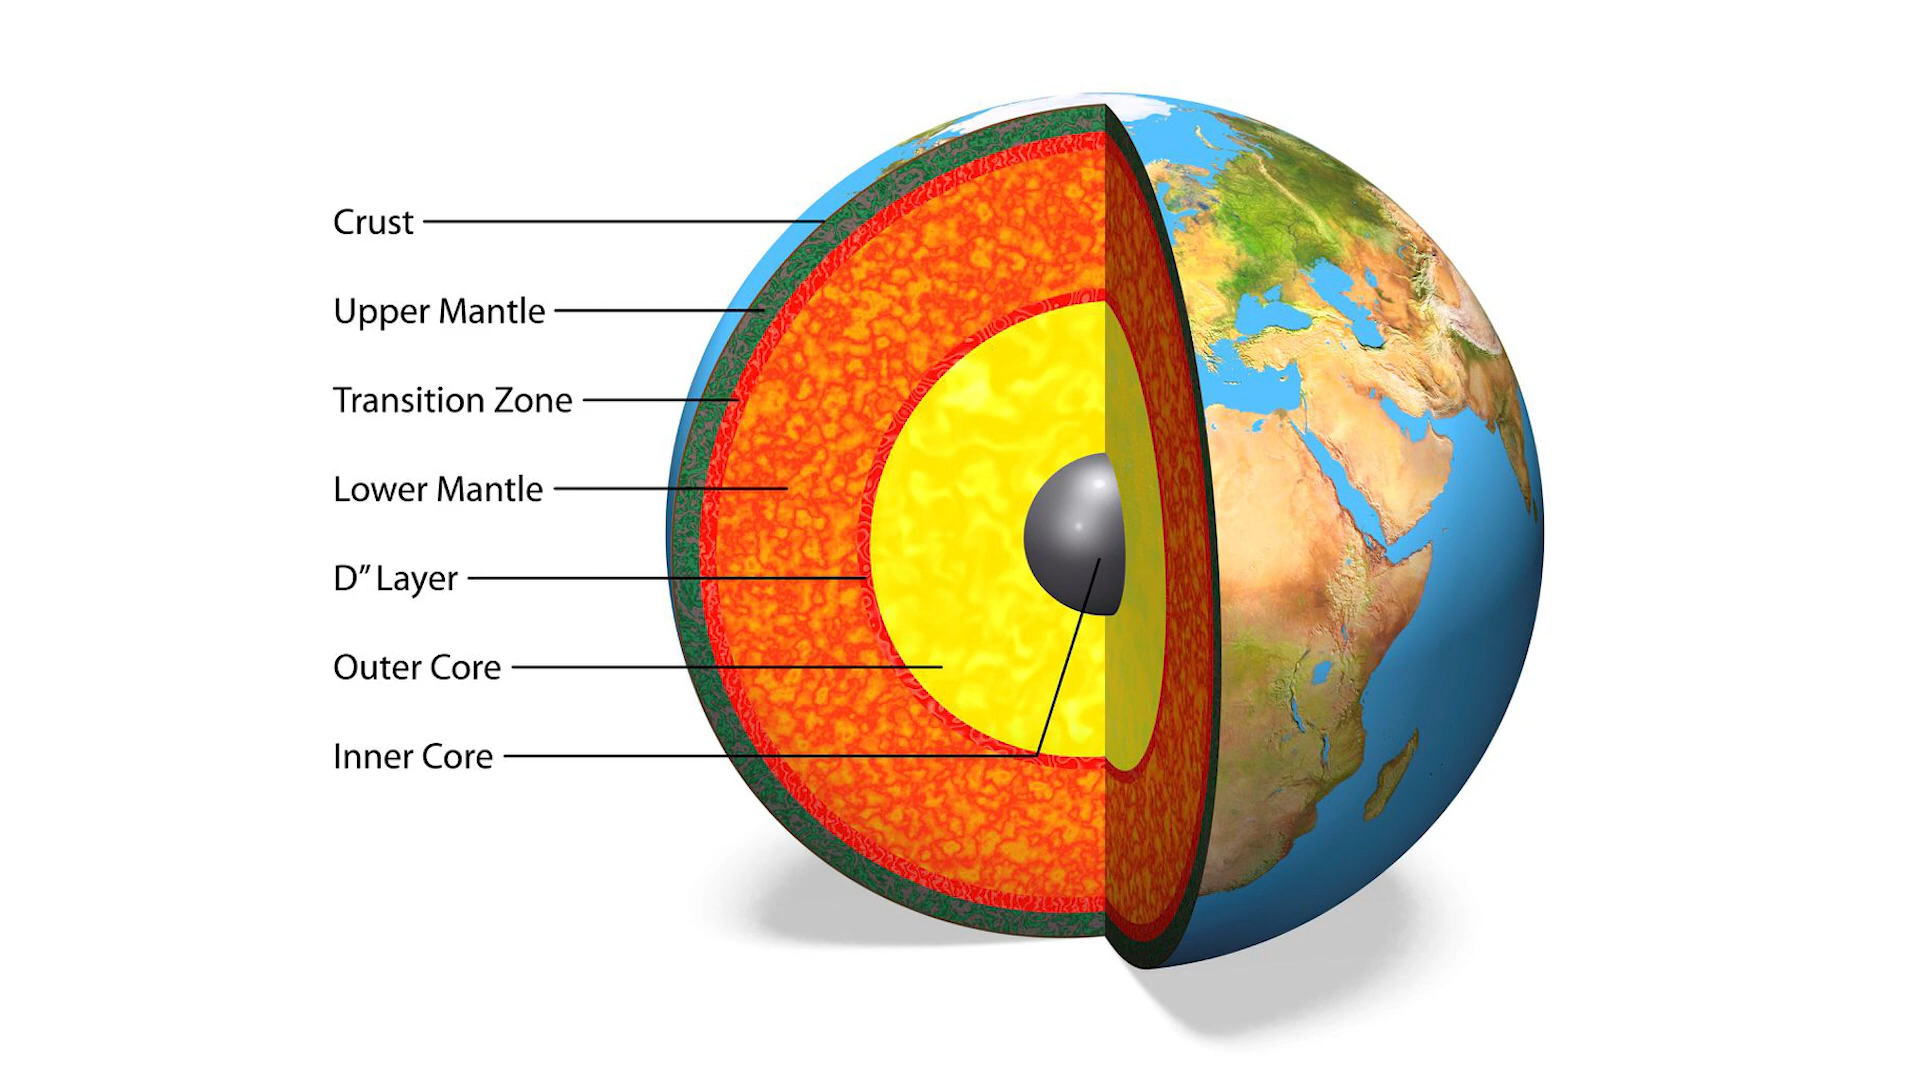 Crust
Upper Mantle
Transition Zone
Lower Mantle
D” Layer
Outer Core
Inner Core